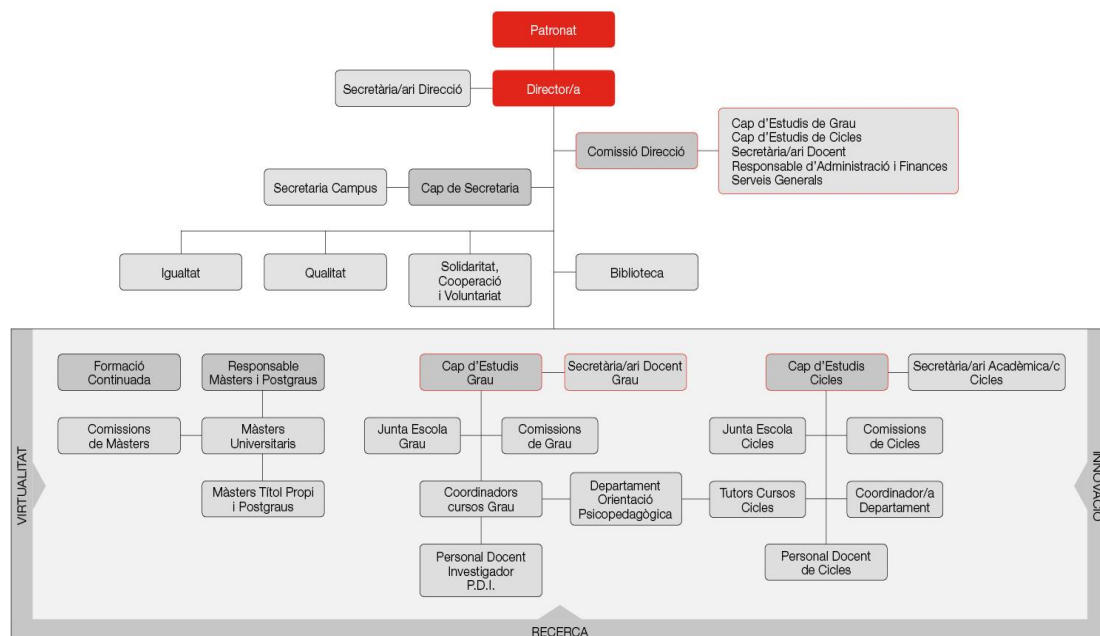 Patronat
Secretària/ari Direcció
Director/a
Comissió Direcció
Cap d'Estudis de Grau
Cap d'Estudis de Cicles
Secretària/ari Docent
Responsable d'Administració i Finances
Serveis Generals
Secretaria Campus
Cap de Secretaria
Igualtat
Qualitat
Solidaritat,
Cooperació
i Voluntariat
Biblioteca
Formació
Continuada
Responsable
Màsters i Postgraus
Cap d'Estudis
Grau
Secretària/ari Docent
Grau
Cap d'Estudis
Cicles
Secretària/ari Acadèmica/c
Cicles
Comissions
de Màsters
Màsters
Universitaris
Junta Escola
Grau
Comissions
de Grau
Junta Escola
Cicles
Comissions
de Cicles
Màsters Títol Propi
i Postgraus
Coordinadors
cursos Grau
Departament
Orientació
Psicopedagògica
Tutors Cursos
Cicles
Coordinador/a
Departament
Personal Docent
Investigador
P.D.I.
Personal Docent
de Cicles
VIRTUALITAT
INNOVACIÓ
RECERCA